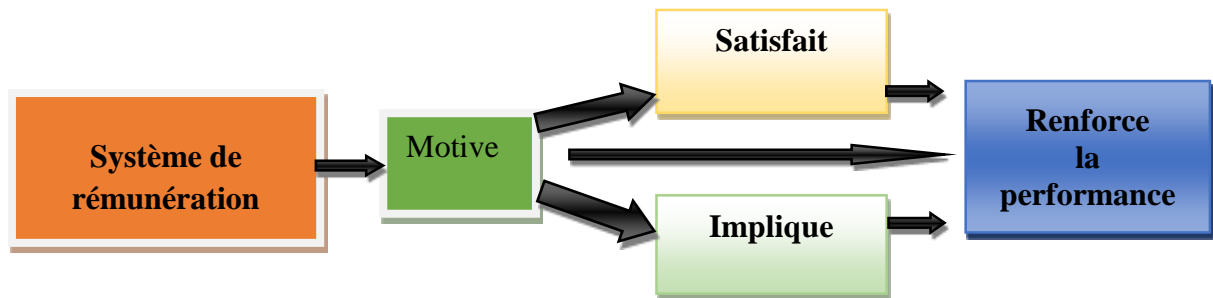 Système de
rémunération
Motive
Satisfait
Implique
Renforce
la
performance